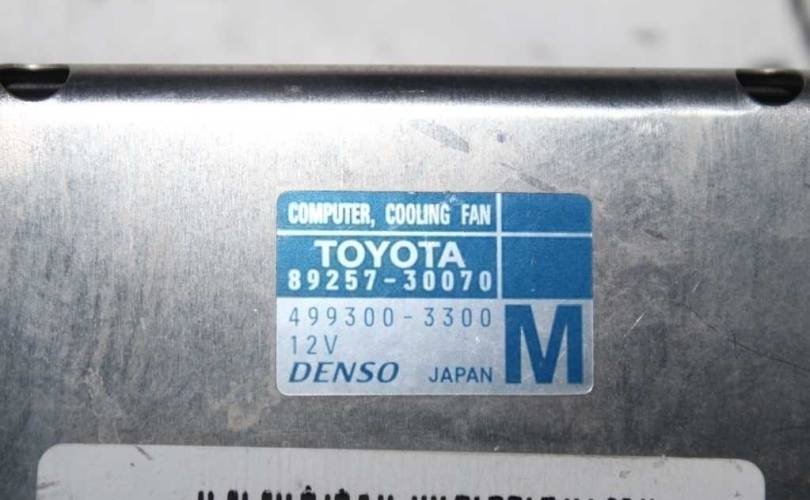 COMPUTER, COOLING FAN
TOYOTA
89257-30070
499300-3300
12V
DENSO JAPAN
M